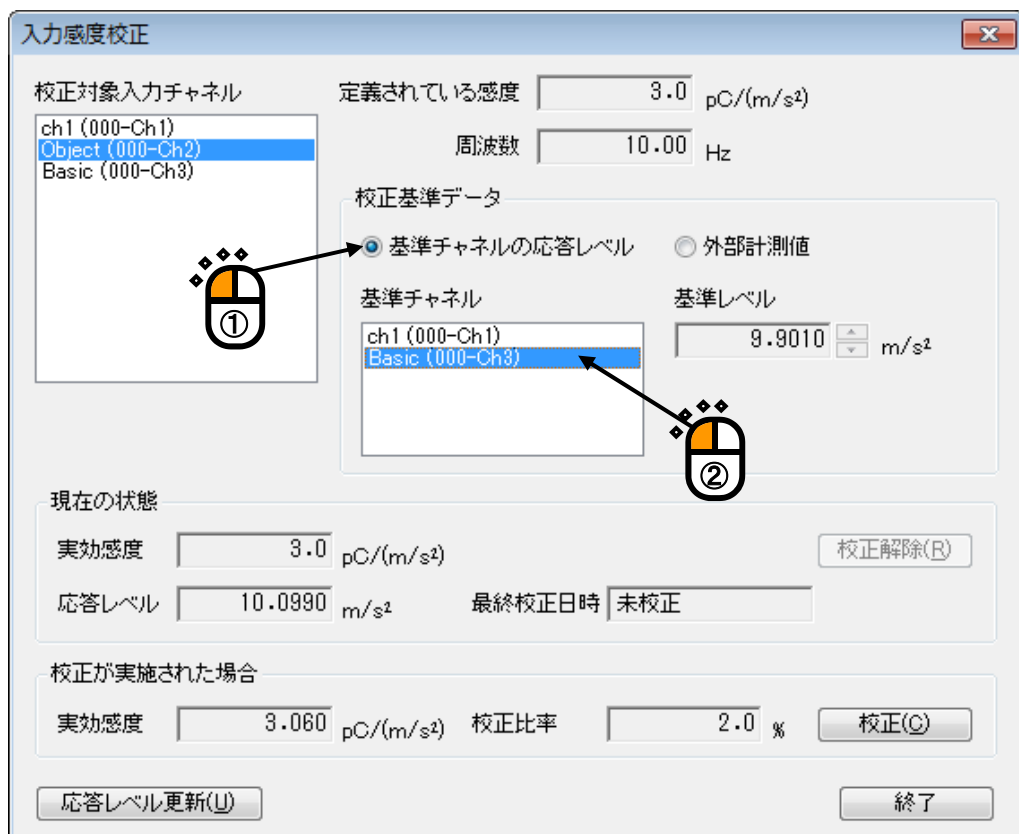 入力感度校正
校正対象入力チャネル
ch1 (000-Ch1)
Object (000-Ch2)
Basic (000-Ch3)
定義されている感度 3.0 pC/(m/s²)
周波数 10.00 Hz
校正基準データ
基準チャネルの応答レベル 外部計測値
基準チャネル
ch1 (000-Ch1)
Basic (000-Ch3)
基準レベル
9.9010 m/s²
①
②
現在の状態
実効感度 3.0 pC/(m/s²) 校正解除(R)
応答レベル 10.0990 m/s² 最終校正日時 未校正
校正が実施された場合
実効感度 3.060 pC/(m/s²) 校正比率 2.0 % 校正(C)
応答レベル更新(U) 終了